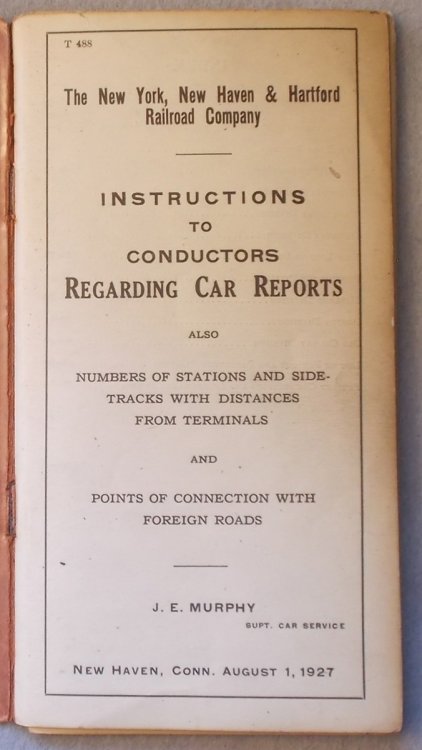 T 488
The New York, New Haven & Hartford
Railroad Company
INSTRUCTIONS
TO
CONDUCTORS
REGARDING CAR REPORTS
ALSO
NUMBERS OF STATIONS AND SIDE-
TRACKS WITH DISTANCES
FROM TERMINALS
AND
POINTS OF CONNECTION WITH
FOREIGN ROADS
J. E. MURPHY
SUPT. CAR SERVICE
NEW HAVEN, CONN. AUGUST 1, 1927